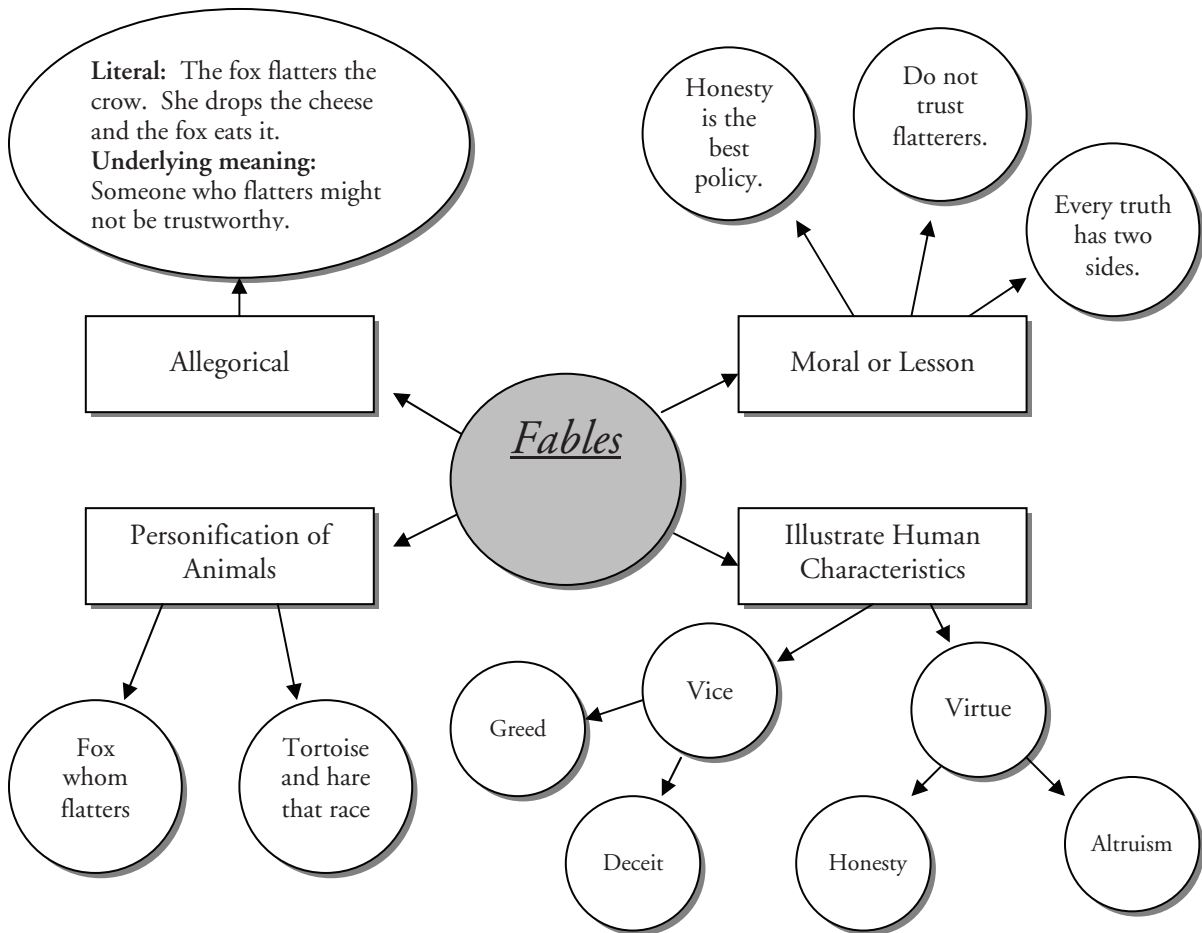 Literal: The fox flatters the
crow. She drops the cheese
and the fox eats it.
Underlying meaning:
Someone who flatters might
not be trustworthy.
Honesty
is the
best
policy.
Do not
trust
flatterers.
Every truth
has two
sides.
Allegorical
Moral or Lesson
Fables
Personification of
Animals
Illustrate Human
Characteristics
Fox
whom
flatters
Tortoise
and hare
that race
Greed
Vice
Virtue
Deceit
Honesty
Altruism